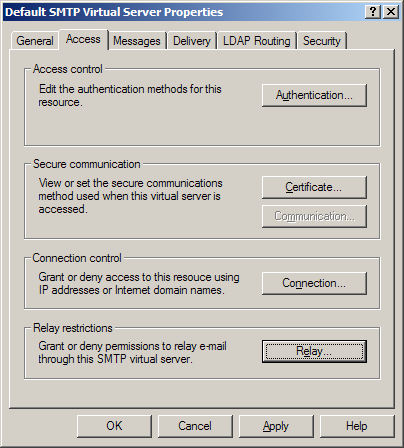 Default SMTP Virtual Server Properties
General Access Messages Delivery LDAP Routing Security
Access control
Edit the authentication methods for this
resource.
Authentication...
Secure communication
View or set the secure communications
method used when this virtual server is
accessed.
Certificate...
Communication...
Connection control
Grant or deny access to this resouce using
IP addresses or Internet domain names.
Connection...
Relay restrictions
Grant or deny permissions to relay e-mail
through this SMTP virtual server.
Relay...
OK Cancel Apply Help